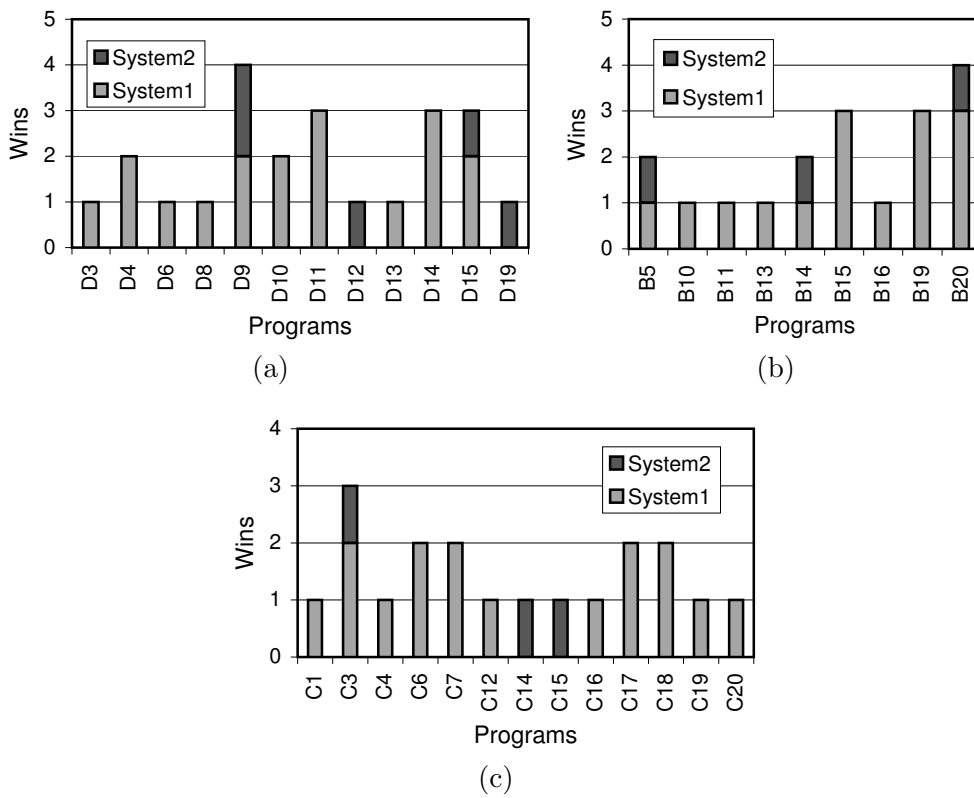 5
4
3
2
1
0
Wins
System2
System1
D3 D4 D6 D8 D9 D10 D11 D12 D13 D14 D15 D19
Programs
(a)
5
4
3
2
1
0
Wins
System2
System1
B5 B10 B11 B13 B14 B15 B16 B19 B20
Programs
(b)
4
3
2
1
0
Wins
System2
System1
C1 C3 C4 C6 C7 C12 C14 C15 C16 C17 C18 C19 C20
Programs
(c)